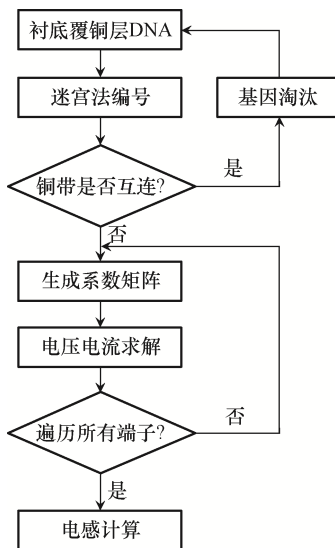 衬底覆铜层DNA
迷宫法编号
基因淘汰
铜带是否互连?
是
否
生成系数矩阵
电压电流求解
遍历所有端子?
否
是
电感计算